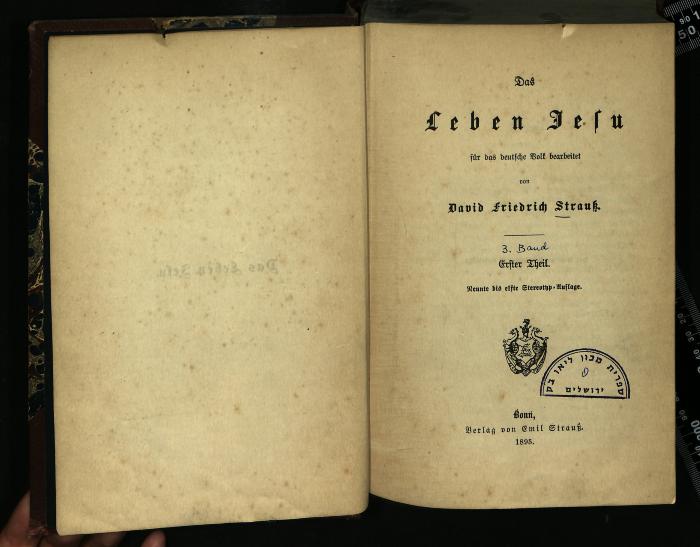 Das
Leben Jesu
für das deutsche Volk bearbeitet
von
David Friedrich Strauß.
3. Band
Erster Theil.
Neunte bis elfte Stereotyp-Auflage.
ספרית מכון ליאו בק
ירושלים
Bonn,
Verlag von Emil Strauß.
1895.